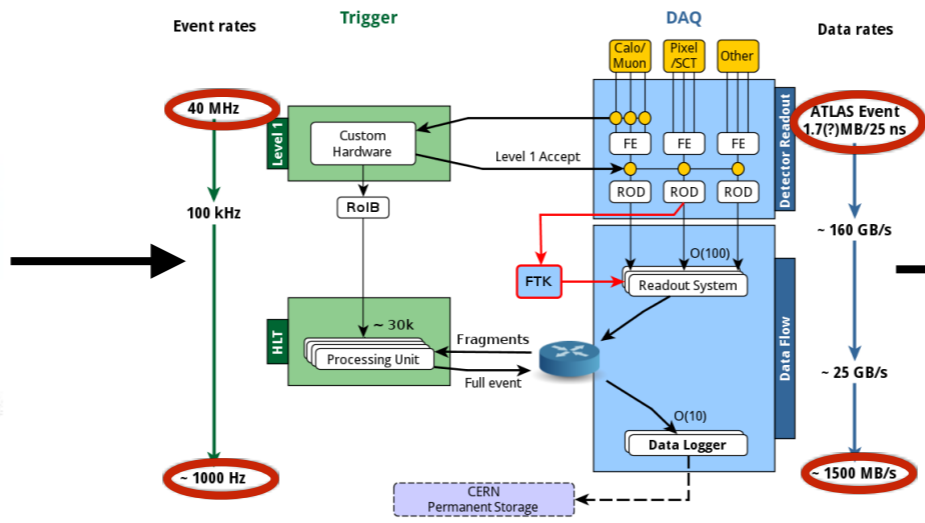 Event rates
Trigger
DAQ
Data rates
Calo/
Muon
Pixel
/SCT
Other
40 MHz
ATLAS Event
1.7(?)MB/25 ns
Level 1
Custom
Hardware
FE
FE
FE
Detector Readout
Level 1 Accept
ROD
ROD
ROD
RoIB
100 kHz
~ 160 GB/s
O(100)
FTK
Readout System
HLT
~ 30k
Processing Unit
Fragments
Full event
Data Flow
~ 25 GB/s
O(10)
Data Logger
~ 1000 Hz
~ 1500 MB/s
CERN
Permanent Storage